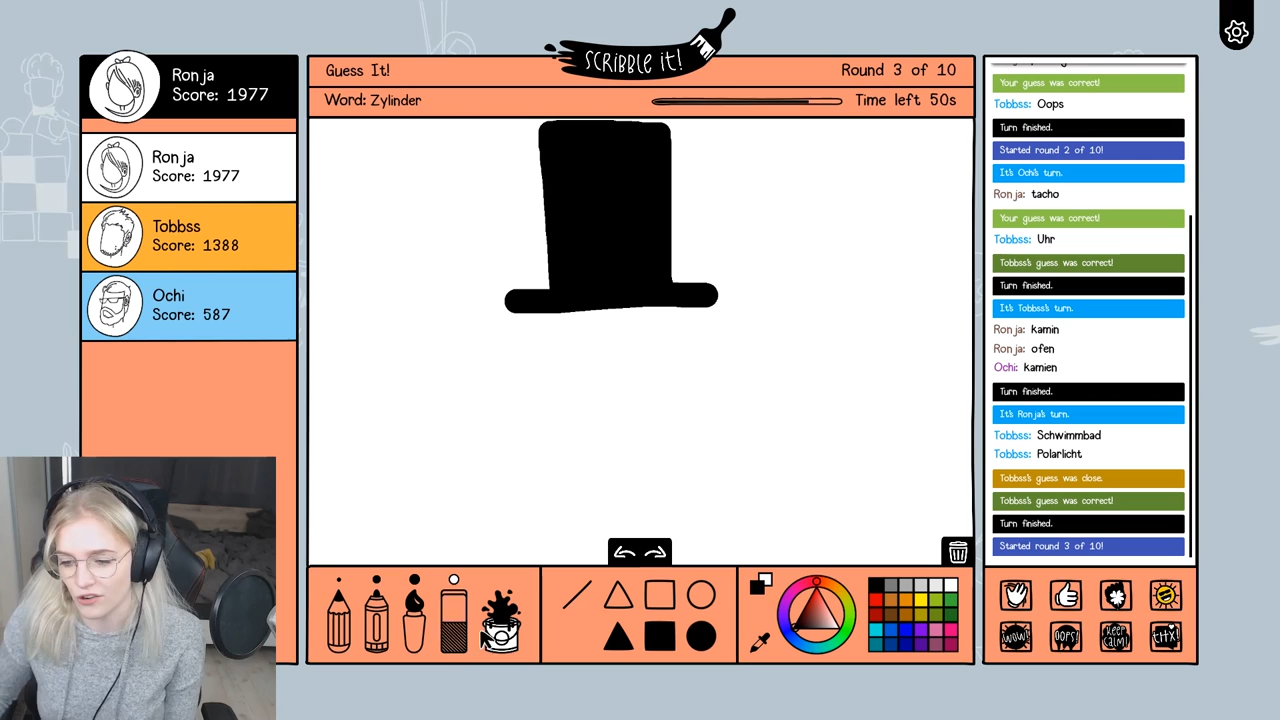 SCRIBBLE IT!
Ronja
Score: 1977
Ronja
Score: 1977
Tobbss
Score: 1388
Ochi
Score: 587
Guess It!
Round 3 of 10
Word: Zylinder
Time left 50s
Your guess was correct!
Tobbss: Oops
Turn finished.
Started round 2 of 10!
It's Ochi's turn.
Ronja: tacho
Your guess was correct!
Tobbss: Uhr
Tobbss's guess was correct!
Turn finished.
It's Tobbss's turn.
Ronja: kamin
Ronja: ofen
Ochi: kamien
Turn finished.
It's Ronja's turn.
Tobbss: Schwimmbad
Tobbss: Polarlicht
Tobbss's guess was close.
Tobbss's guess was correct!
Turn finished.
Started round 3 of 10!
WOW!
OOPS!
KEEP CALM!
THX!